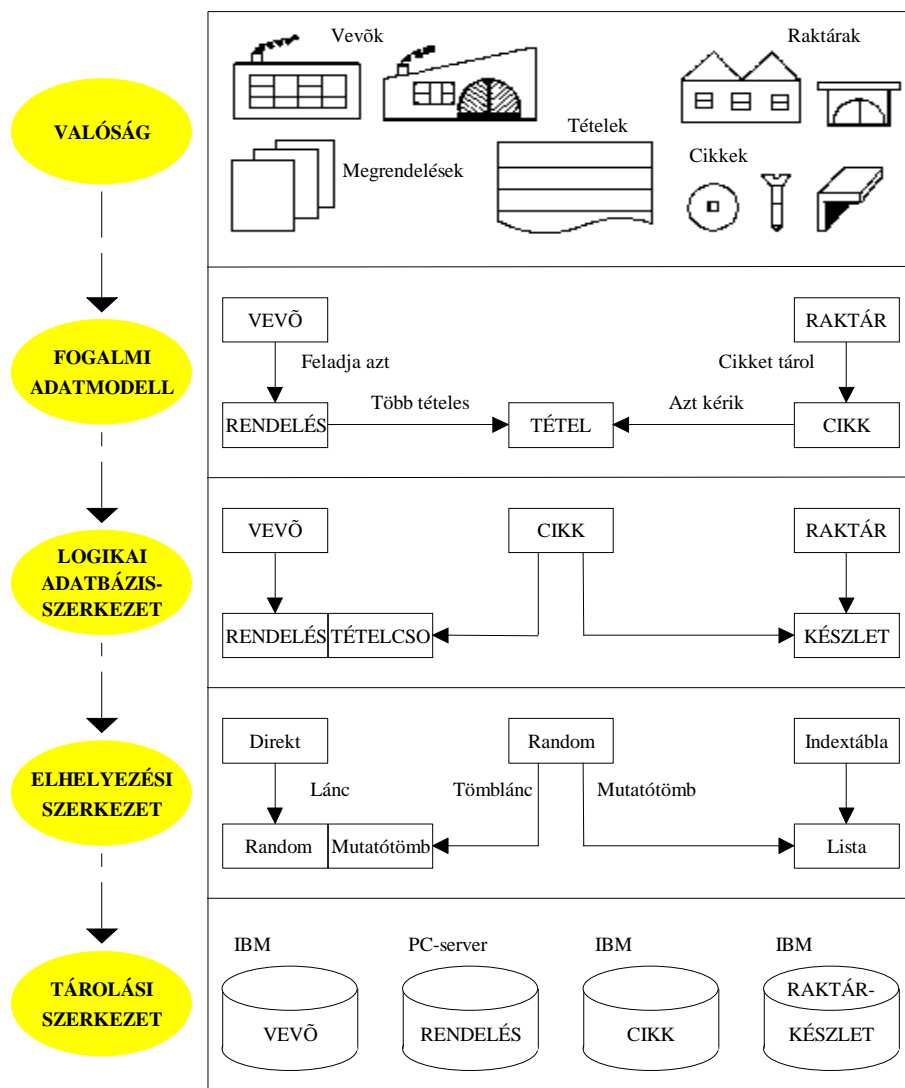 Vevõk
Raktárak
VALÓSÁG
Tételek
Megrendelések
Cikkek
VEVÕ
RAKTÁR
FOGALMI
ADATMODELL
Feladja azt
Cikket tárol
Több tételes
Azt kérik
RENDELÉS
TÉTEL
CIKK
VEVÕ
CIKK
RAKTÁR
LOGIKAI
ADATBÁZIS-
SZERKEZET
RENDELÉS
TÉTELCSO
KÉSZLET
Direkt
Random
Indextábla
ELHELYEZÉSI
SZERKEZET
Lánc
Tömblánc
Mutatótömb
Random
Mutatótömb
Lista
IBM
PC-server
IBM
IBM
TÁROLÁSI
SZERKEZET
VEVÕ
RENDELÉS
CIKK
RAKTÁR-
KÉSZLET